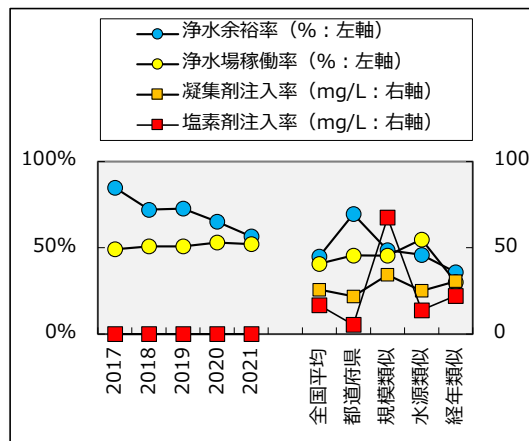 浄水余裕率（%：左軸）
浄水場稼働率（%：左軸）
凝集剤注入率（mg/L：右軸）
塩素剤注入率（mg/L：右軸）
100%
50%
0%
100
50
0
2017
2018
2019
2020
2021
全国平均
都道府県
規模類似
水源類似
経年類似